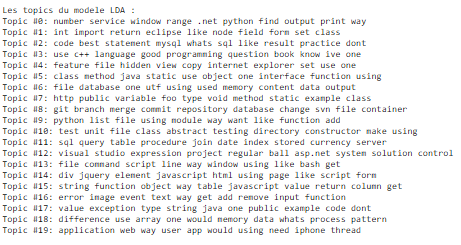 Les topics du modele LDA :
Topic #0: number service window range .net python find output print way
Topic #1: int import return eclipse like node field form set class
Topic #2: code best statement mysql whats sql like result practice dont
Topic #3: use c++ language good programming question book know ive one
Topic #4: feature file hidden view copy internet explorer set use one
Topic #5: class method java static use object one interface function using
Topic #6: file database one utf using used memory content data output
Topic #7: http public variable foo type void method static example class
Topic #8: git branch merge commit repository database change svn file container
Topic #9: python list file using module way want like function add
Topic #10: test unit file class abstract testing directory constructor make using
Topic #11: sql query table procedure join date index stored currency server
Topic #12: visual studio expression project regular ball asp.net system solution control
Topic #13: file command script line way window using like bash get
Topic #14: div jquery element javascript html using page like script form
Topic #15: string function object way table javascript value return column get
Topic #16: error image event text way get add remove input function
Topic #17: value exception type string java one public example code dont
Topic #18: difference use array one would memory data whats process pattern
Topic #19: application web way user app would using need iphone thread